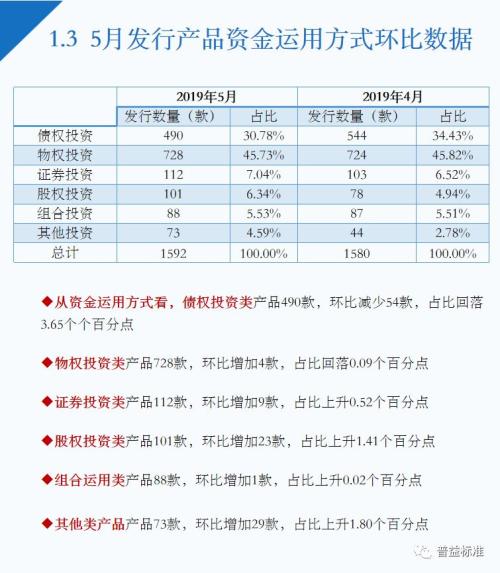 1.3 5月发行产品资金运用方式环比数据
2019年5月 2019年4月
发行数量（款） 占比 发行数量（款） 占比
债权投资 490 30.78% 544 34.43%
物权投资 728 45.73% 724 45.82%
证券投资 112 7.04% 103 6.52%
股权投资 101 6.34% 78 4.94%
组合投资 88 5.53% 87 5.51%
其他投资 73 4.59% 44 2.78%
总计 1592 100.00% 1580 100.00%
◆从资金运用方式看，债权投资类产品490款，环比减少54款，占比回落
3.65个个百分点
◆物权投资类产品728款，环比增加4款，占比回落0.09个百分点
◆证券投资类产品112款，环比增加9款，占比上升0.52个百分点
◆股权投资类产品101款，环比增加23款，占比上升1.41个百分点
◆组合运用类产品88款，环比增加1款，占比上升0.02个百分点
◆其他类产品产品73款，环比增加29款，占比上升1.80个百分点
普益标准